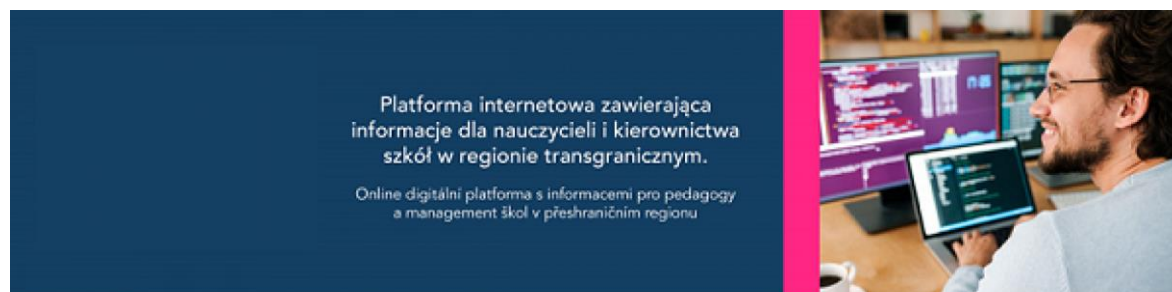 Platforma internetowa zawierająca
informacje dla nauczycieli i kierownictwa
szkół w regionie transgranicznym.
Online digitální platforma s informacemi pro pedagogy
a management škol v přeshraničním regionu